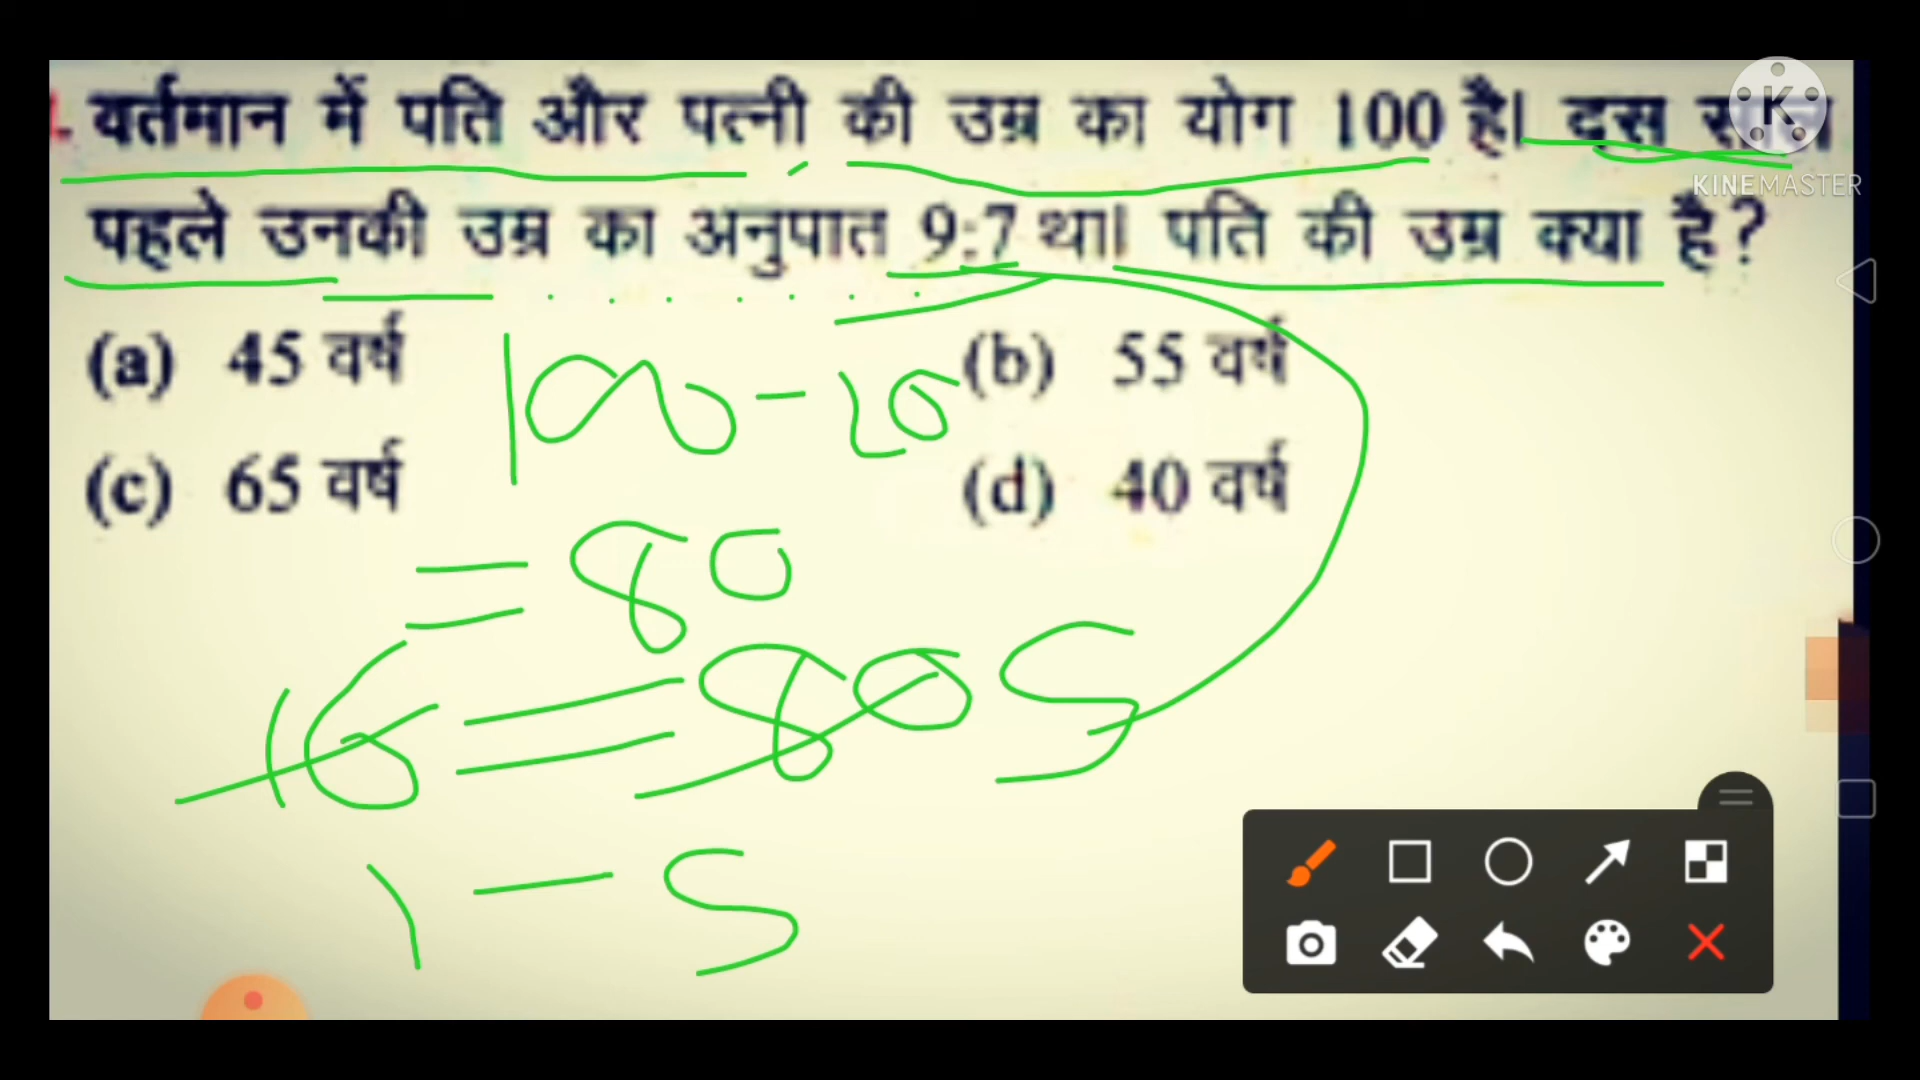 . वर्तमान में पति और पत्नी की उम्र का योग 100 है। दस साल
पहले उनकी उम्र का अनुपात 9:7 था। पति की उम्र क्या है?
KINEMASTER
(a) 45 वर्ष (b) 55 वर्ष
100-20
(c) 65 वर्ष (d) 40 वर्ष
= 80
16 = 80 5
1 - 5